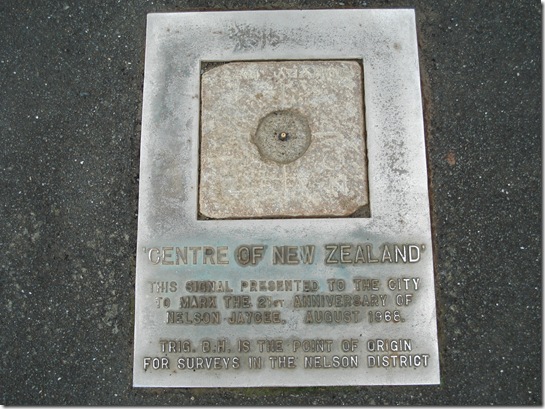 'CENTRE OF NEW ZEALAND'
THIS SIGNAL PRESENTED TO THE CITY
TO MARK THE 21ST ANNIVERSARY OF
NELSON JAYCEE. AUGUST 1968.
TRIG. D.H. IS THE POINT OF ORIGIN
FOR SURVEYS IN THE NELSON DISTRICT